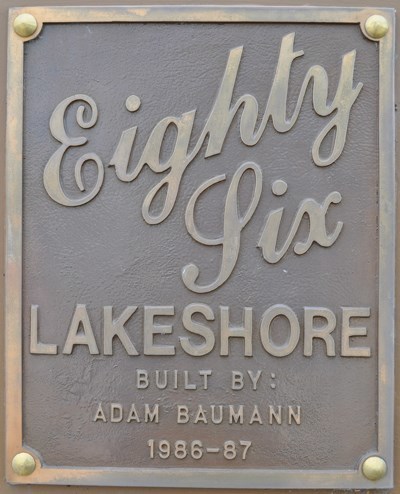 Eighty
Six
LAKESHORE
BUILT BY:
ADAM BAUMANN
1986-87